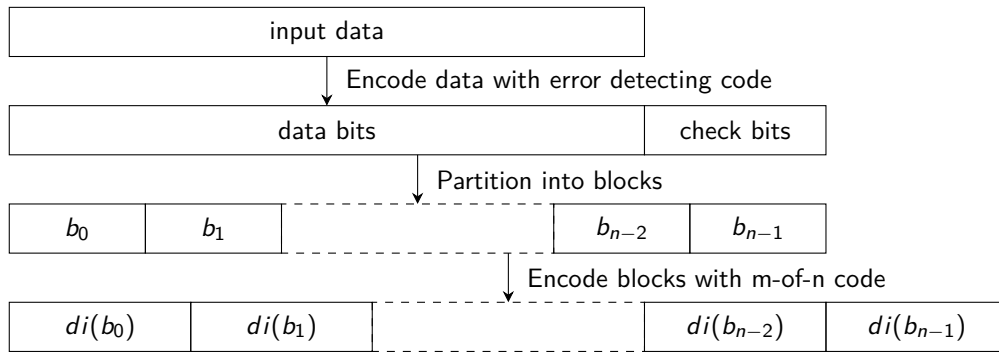 input data
Encode data with error detecting code
data bits check bits
Partition into blocks
b₀ b₁ bₙ₋₂ bₙ₋₁
Encode blocks with m-of-n code
di(b₀) di(b₁) di(bₙ₋₂) di(bₙ₋₁)